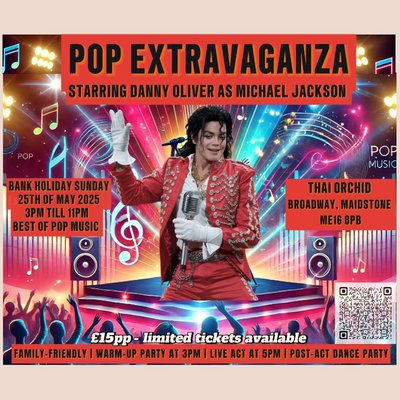 POP EXTRAVAGANZA
STARRING DANNY OLIVER AS MICHAEL JACKSON
POP
POP
MUSIC
BANK HOLIDAY SUNDAY
25TH OF MAY 2025
3PM TILL 11PM
BEST OF POP MUSIC
THAI ORCHID
BROADWAY, MAIDSTONE
ME16 8PB
£15pp - limited tickets available
FAMILY-FRIENDLY | WARM-UP PARTY AT 3PM | LIVE ACT AT 5PM | POST-ACT DANCE PARTY